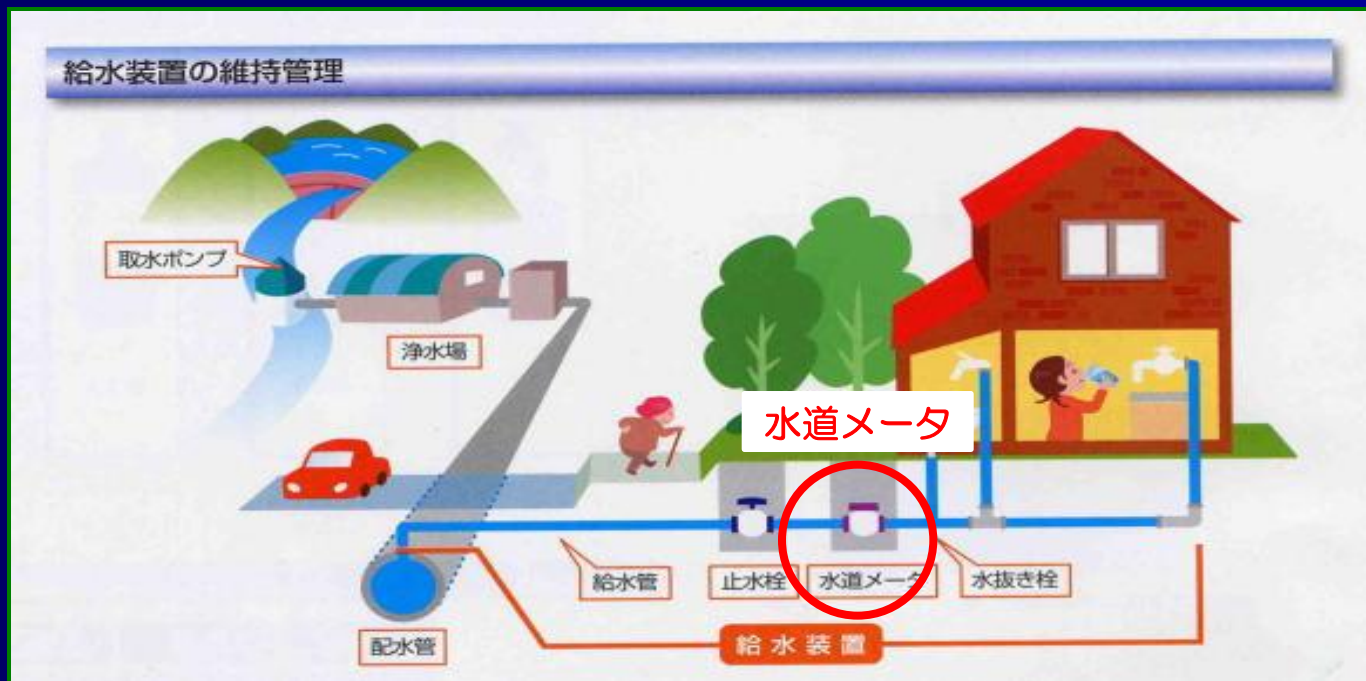 給水装置の維持管理
取水ポンプ
浄水場
水道メータ
給水管
止水栓
水道メータ
水抜き栓
配水管
給水装置